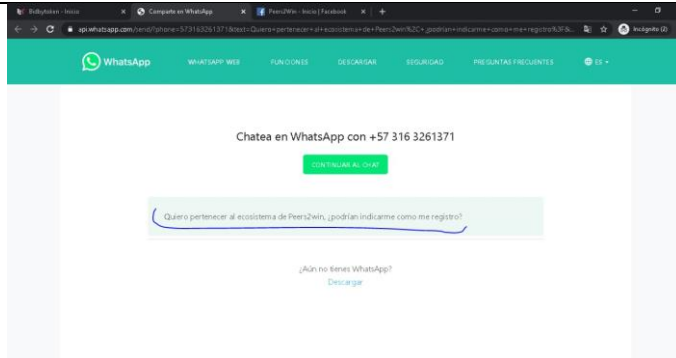 Bidbytoken - Inicio
Comparte en WhatsApp
Peers2Win - Inicio | Facebook
api.whatsapp.com/send/?phone=573163261371&text=Quiero+pertenecer+al+ecosistema+de+Peers2win%2C+¿podrían+indicarme+como+me+registro%3F&...
Incógnito (2)
WhatsApp
WHATSAPP WEB
FUNCIONES
DESCARGAR
SEGURIDAD
PREGUNTAS FRECUENTES
ES
Chatea en WhatsApp con +57 316 3261371
CONTINUAR AL CHAT
Quiero pertenecer al ecosistema de Peers2win, ¿podrían indicarme como me registro?
¿Aún no tienes WhatsApp?
Descargar